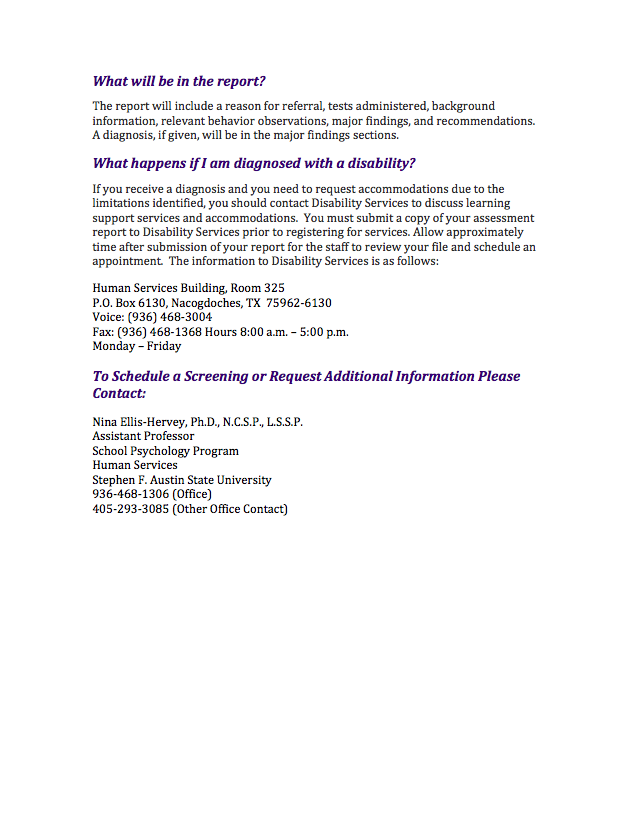 What will be in the report?
The report will include a reason for referral, tests administered, background
information, relevant behavior observations, major findings, and recommendations.
A diagnosis, if given, will be in the major findings sections.
What happens if I am diagnosed with a disability?
If you receive a diagnosis and you need to request accommodations due to the
limitations identified, you should contact Disability Services to discuss learning
support services and accommodations.  You must submit a copy of your assessment
report to Disability Services prior to registering for services. Allow approximately
time after submission of your report for the staff to review your file and schedule an
appointment.  The information to Disability Services is as follows:
Human Services Building, Room 325
P.O. Box 6130, Nacogdoches, TX  75962-6130
Voice: (936) 468-3004
Fax: (936) 468-1368 Hours 8:00 a.m. – 5:00 p.m.
Monday – Friday
To Schedule a Screening or Request Additional Information Please
Contact:
Nina Ellis-Hervey, Ph.D., N.C.S.P., L.S.S.P.
Assistant Professor
School Psychology Program
Human Services
Stephen F. Austin State University
936-468-1306 (Office)
405-293-3085 (Other Office Contact)